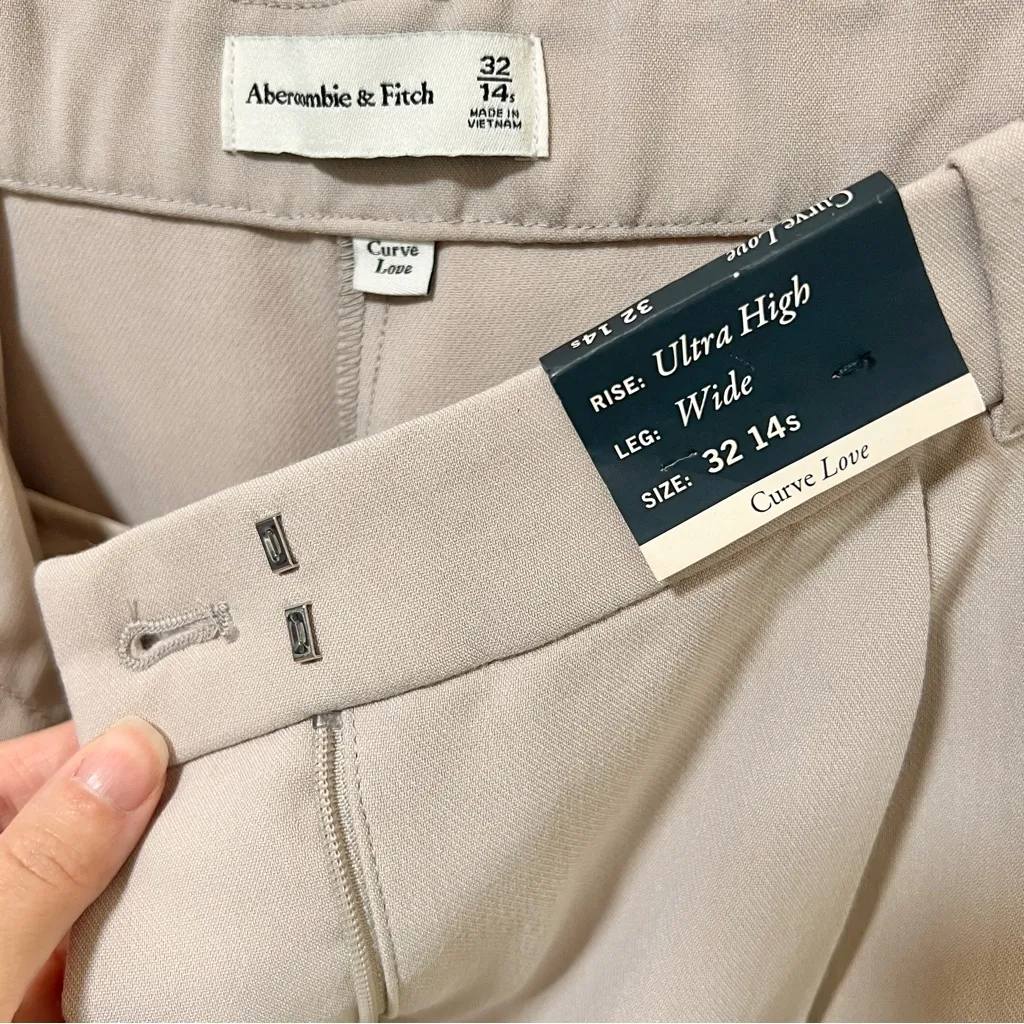 Abercrombie & Fitch
32
14s
MADE IN
VIETNAM
Curve
Love
Curve Love
32 14s
RISE: Ultra High
LEG: Wide
SIZE: 32 14s
Curve Love